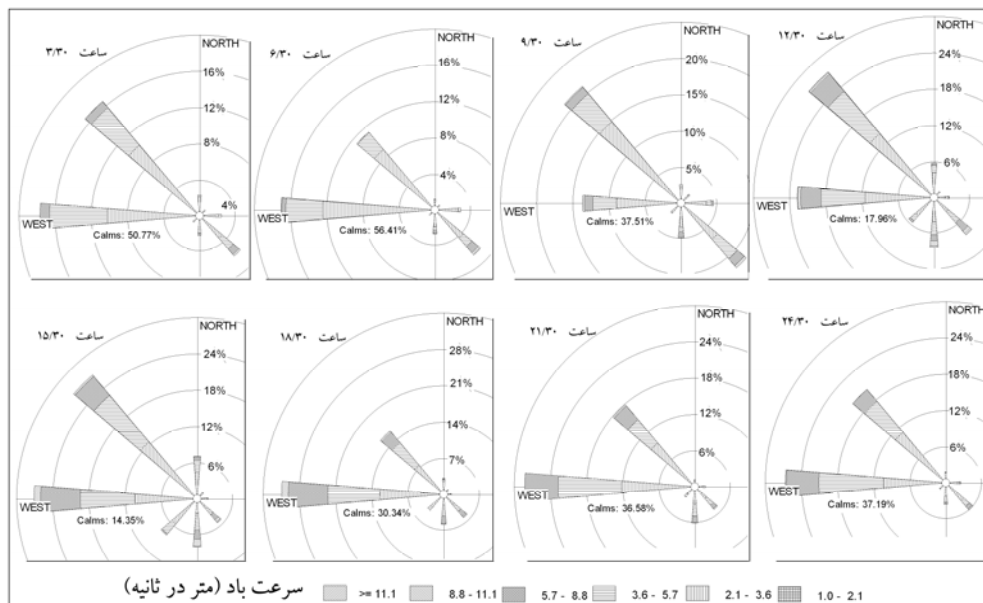 ساعت ۳/۳۰
NORTH
16%
12%
8%
4%
WEST
Calms: 50.77%
ساعت ۶/۳۰
NORTH
16%
12%
8%
4%
WEST
Calms: 56.41%
ساعت ۹/۳۰
NORTH
20%
15%
10%
5%
WEST
Calms: 37.51%
ساعت ۱۲/۳۰
NORTH
24%
18%
12%
6%
WEST
Calms: 17.96%
ساعت ۱۵/۳۰
NORTH
24%
18%
12%
6%
WEST
Calms: 14.35%
ساعت ۱۸/۳۰
NORTH
28%
21%
14%
7%
WEST
Calms: 30.34%
ساعت ۲۱/۳۰
NORTH
24%
18%
12%
6%
WEST
Calms: 36.58%
ساعت ۲۴/۳۰
NORTH
24%
18%
12%
6%
WEST
Calms: 37.19%
سرعت باد (متر در ثانیه)
>= 11.1
8.8 - 11.1
5.7 - 8.8
3.6 - 5.7
2.1 - 3.6
1.0 - 2.1